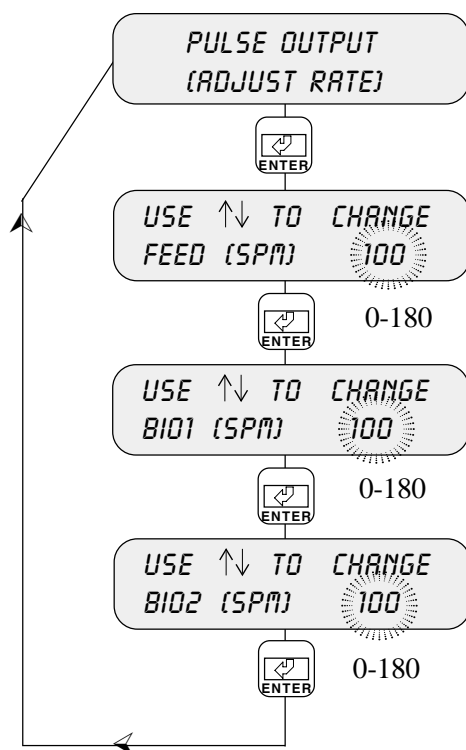 PULSE OUTPUT
(ADJUST RATE)
ENTER
USE ↑↓ TO CHANGE
FEED (SPM) 100
0-180
ENTER
USE ↑↓ TO CHANGE
BIO1 (SPM) 100
0-180
ENTER
USE ↑↓ TO CHANGE
BIO2 (SPM) 100
0-180
ENTER